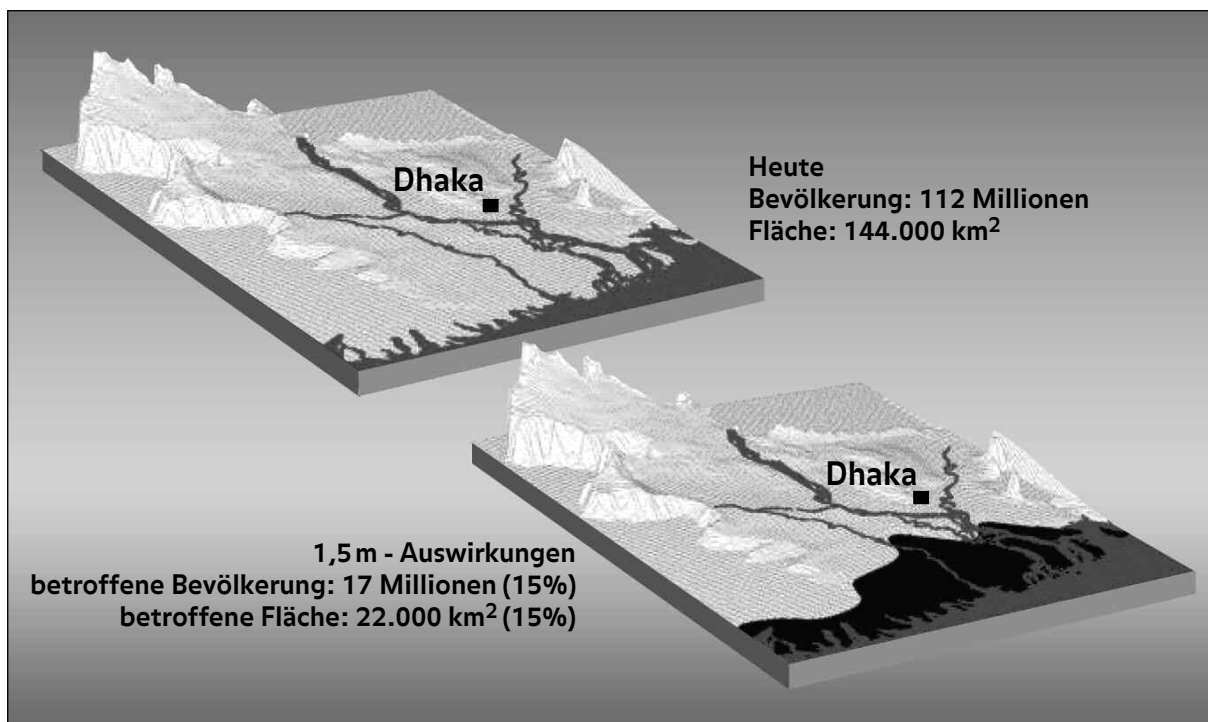 Dhaka
Heute
Bevölkerung: 112 Millionen
Fläche: 144.000 km²
Dhaka
1,5 m - Auswirkungen
betroffene Bevölkerung: 17 Millionen (15%)
betroffene Fläche: 22.000 km² (15%)